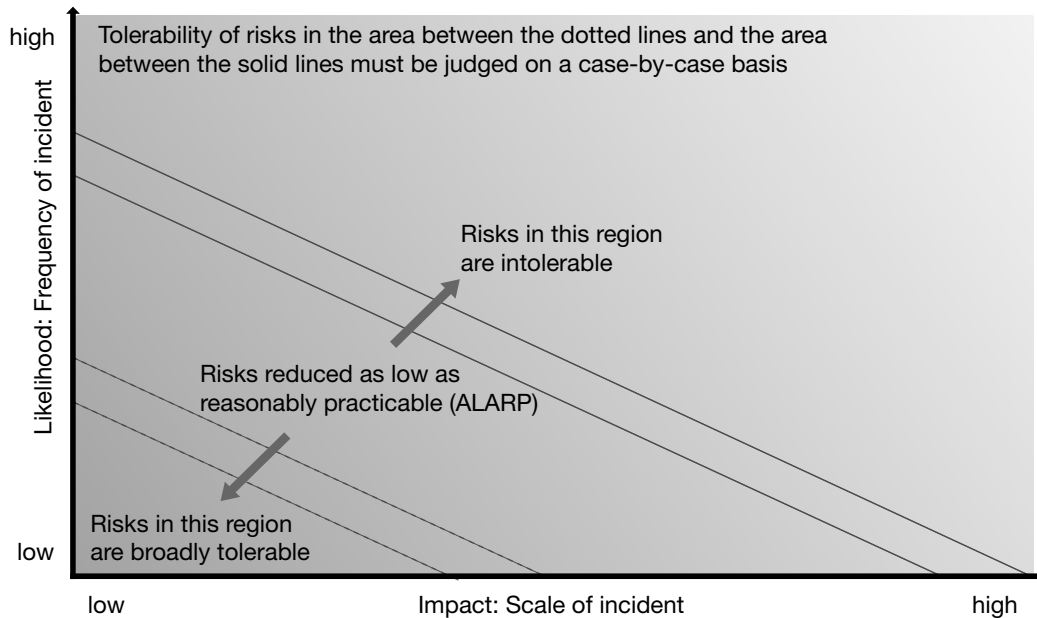 high
Tolerability of risks in the area between the dotted lines and the area
between the solid lines must be judged on a case-by-case basis
Likelihood: Frequency of incident
Risks in this region
are intolerable
Risks reduced as low as
reasonably practicable (ALARP)
Risks in this region
are broadly tolerable
low
low
Impact: Scale of incident
high